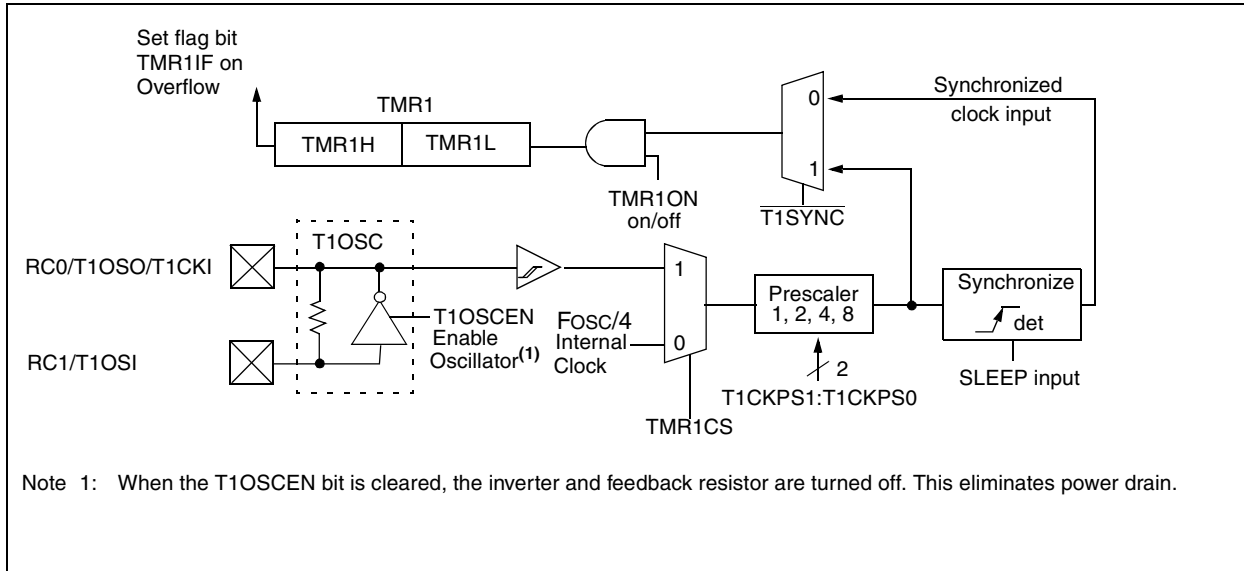 Set flag bit
TMR1IF on
Overflow
TMR1
TMR1H
TMR1L
TMR1ON
on/off
0
1
T1SYNC
Synchronized
clock input
RC0/T1OSO/T1CKI
RC1/T1OSI
T1OSC
T1OSCEN
Enable
Oscillator(1)
FOSC/4
Internal
Clock
1
0
TMR1CS
Prescaler
1, 2, 4, 8
2
T1CKPS1:T1CKPS0
Synchronize
det
SLEEP input
Note 1: When the T1OSCEN bit is cleared, the inverter and feedback resistor are turned off. This eliminates power drain.